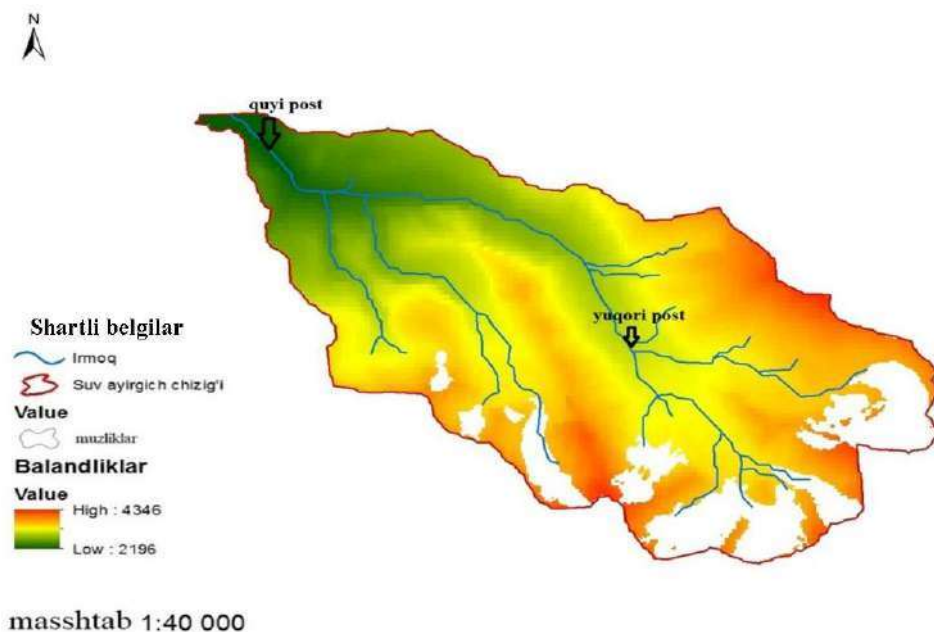 N
quyi post
yuqori post
Shartli belgilar
Irmoq
Suv ayirgich chizig'i
Value
muzliklar
Balandliklar
Value
High : 4346
Low : 2196
masshtab 1:40 000